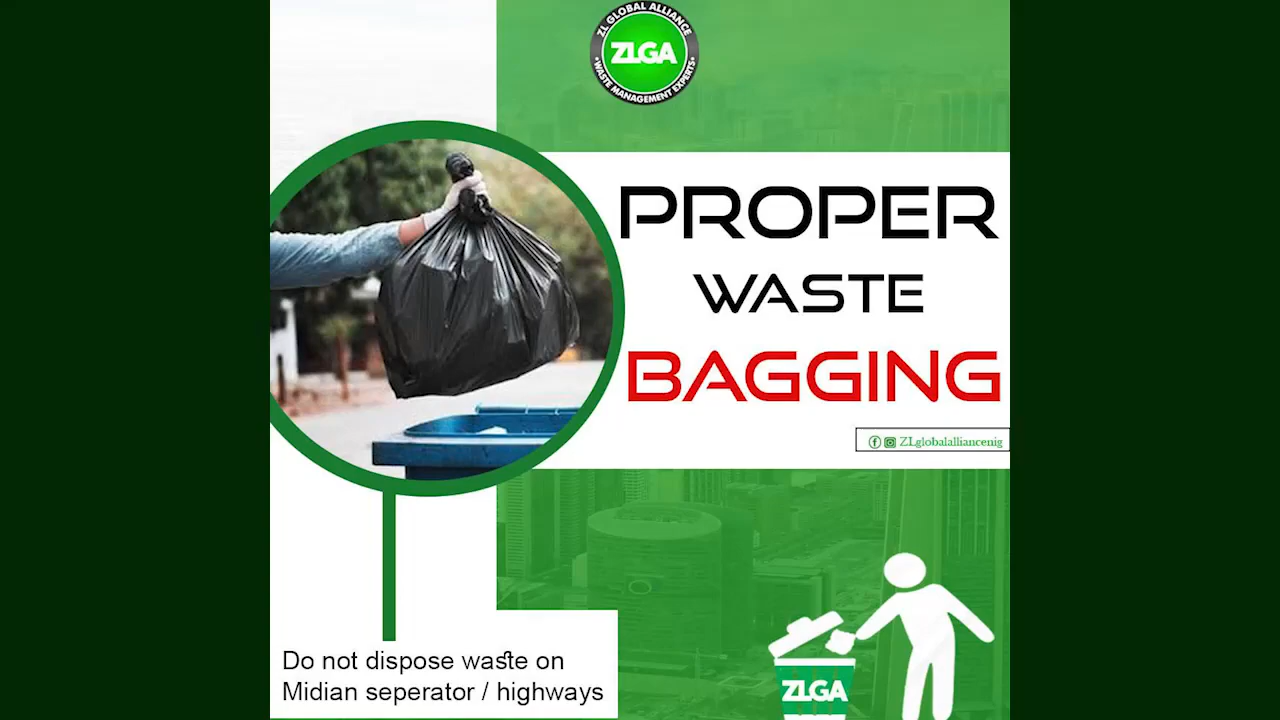 ZL GLOBAL ALLIANCE
ZLGA
•WASTE MANAGEMENT EXPERTS•
PROPER
WASTE
BAGGING
ZLglobalalliancenig
Do not dispose waste on
Midian seperator / highways
ZLGA